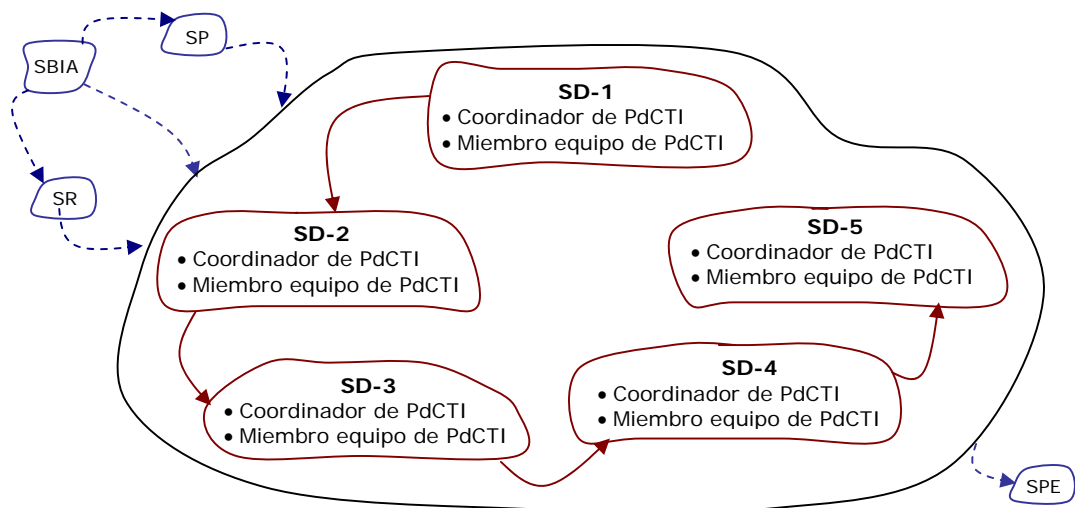 SP
SBIA
SD-1
• Coordinador de PdCTI
• Miembro equipo de PdCTI
SR
SD-2
• Coordinador de PdCTI
• Miembro equipo de PdCTI
SD-5
• Coordinador de PdCTI
• Miembro equipo de PdCTI
SD-3
• Coordinador de PdCTI
• Miembro equipo de PdCTI
SD-4
• Coordinador de PdCTI
• Miembro equipo de PdCTI
SPE